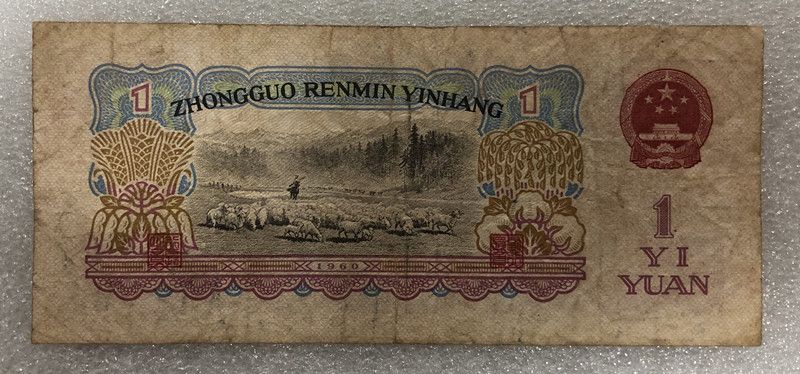 1
1
ZHONGGUO RENMIN YINHANG
1960
1
YI
YUAN